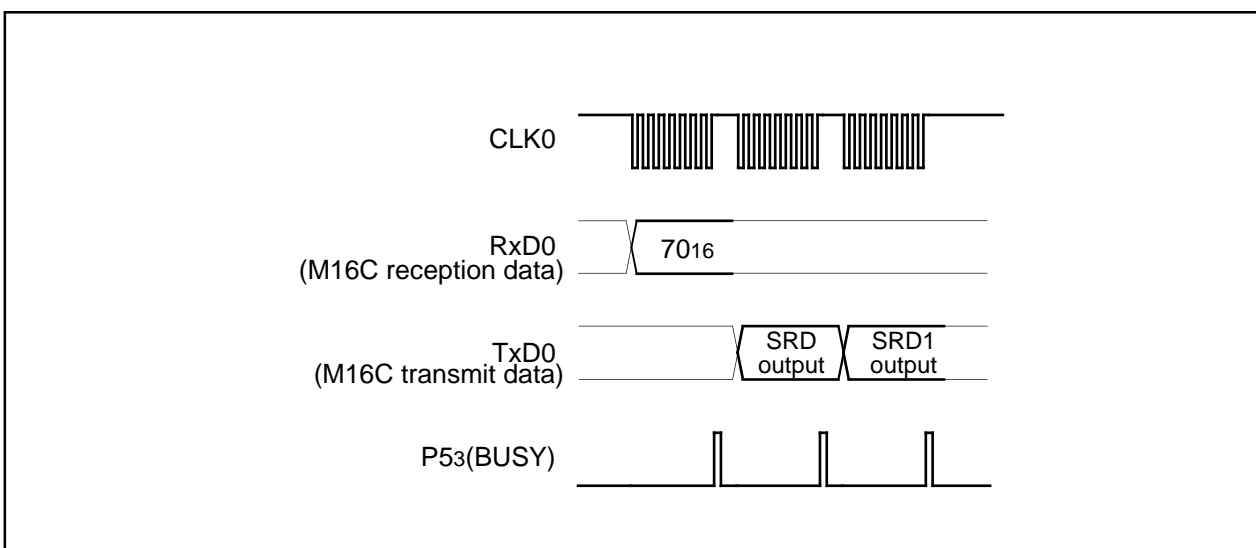 CLK0
RxD0
(M16C reception data)
7016
TxD0
(M16C transmit data)
SRD
output
SRD1
output
P53(BUSY)